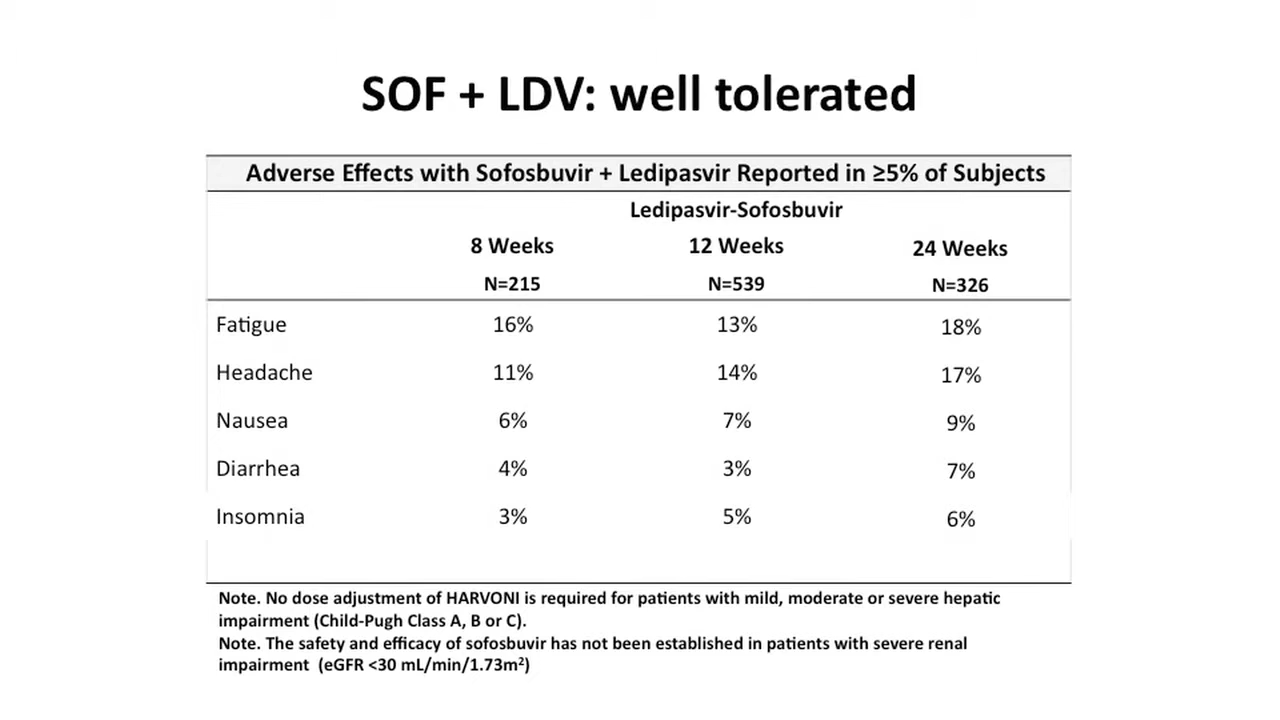 SOF + LDV: well tolerated
Adverse Effects with Sofosbuvir + Ledipasvir Reported in ≥5% of Subjects
Ledipasvir-Sofosbuvir
8 Weeks 12 Weeks 24 Weeks
N=215 N=539 N=326
Fatigue 16% 13% 18%
Headache 11% 14% 17%
Nausea 6% 7% 9%
Diarrhea 4% 3% 7%
Insomnia 3% 5% 6%
Note. No dose adjustment of HARVONI is required for patients with mild, moderate or severe hepatic
impairment (Child-Pugh Class A, B or C).
Note. The safety and efficacy of sofosbuvir has not been established in patients with severe renal
impairment (eGFR <30 mL/min/1.73m²)